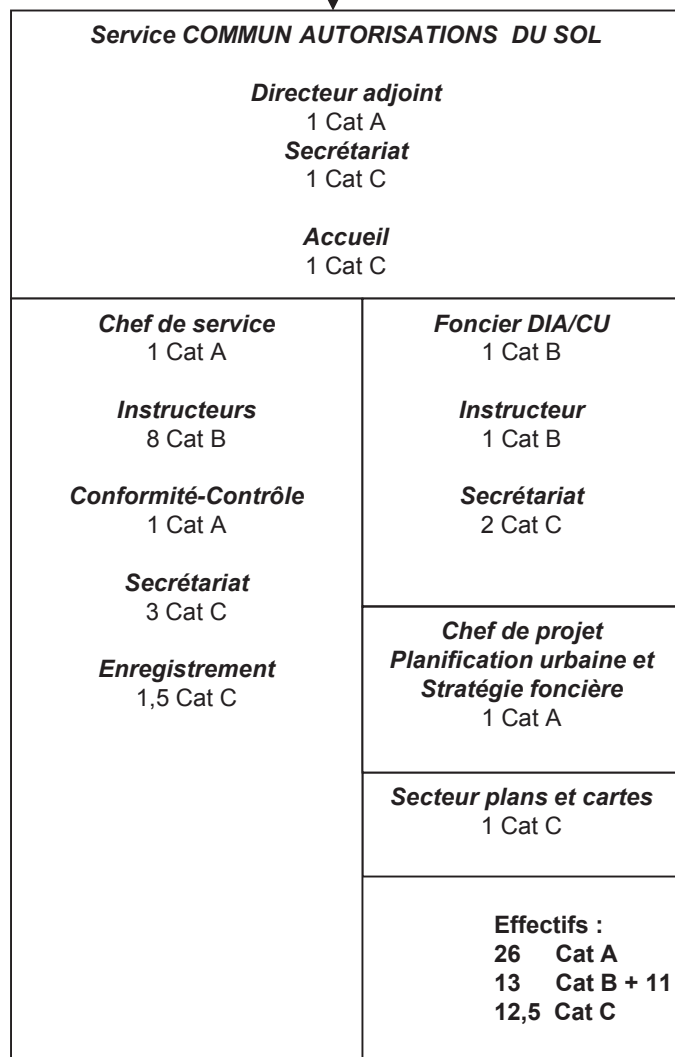 Service COMMUN AUTORISATIONS DU SOL
Directeur adjoint
1 Cat A
Secrétariat
1 Cat C
Accueil
1 Cat C
Chef de service
1 Cat A
Instructeurs
8 Cat B
Conformité-Contrôle
1 Cat A
Secrétariat
3 Cat C
Enregistrement
1,5 Cat C
Foncier DIA/CU
1 Cat B
Instructeur
1 Cat B
Secrétariat
2 Cat C
Chef de projet
Planification urbaine et
Stratégie foncière
1 Cat A
Secteur plans et cartes
1 Cat C
Effectifs :
26 Cat A
13 Cat B + 11
12,5 Cat C